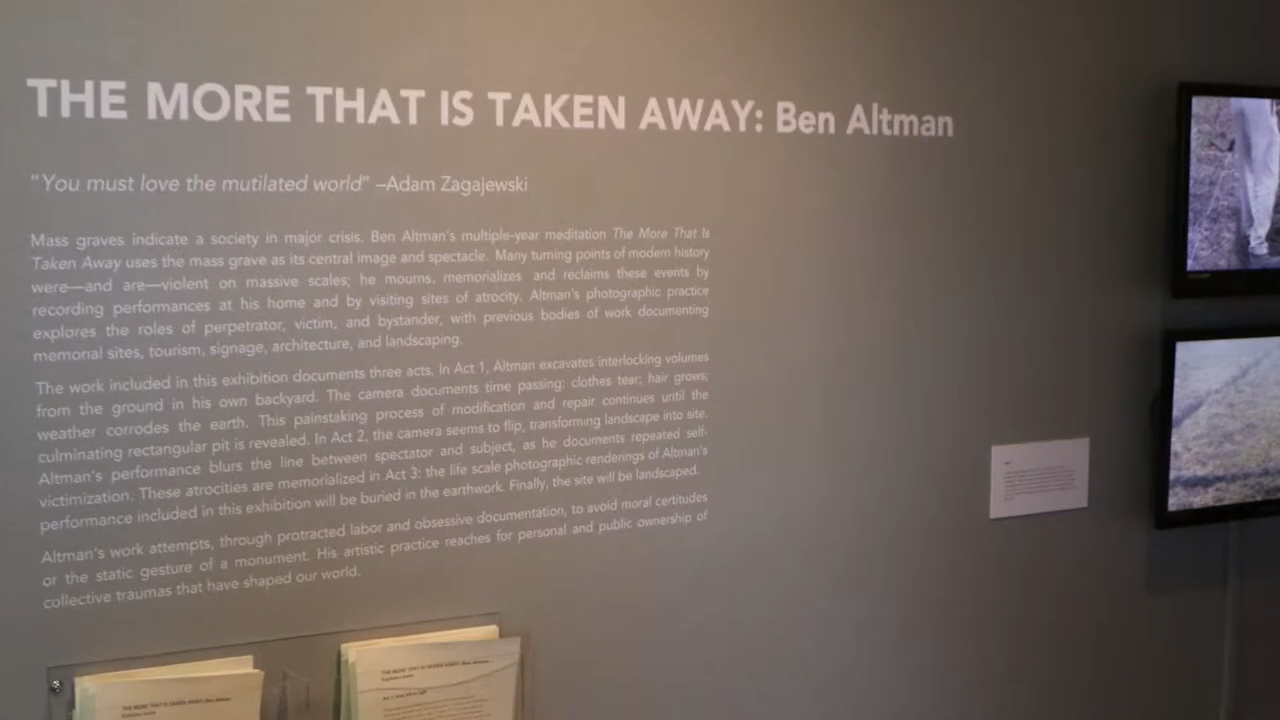 THE MORE THAT IS TAKEN AWAY: Ben Altman
"You must love the mutilated world" –Adam Zagajewski
Mass graves indicate a society in major crisis. Ben Altman's multiple-year meditation The More That Is
Taken Away uses the mass grave as its central image and spectacle. Many turning points of modern history
were—and are—violent on massive scales; he mourns, memorializes and reclaims these events by
recording performances at his home and by visiting sites of atrocity. Altman's photographic practice
explores the roles of perpetrator, victim, and bystander, with previous bodies of work documenting
memorial sites, tourism, signage, architecture, and landscaping.
The work included in this exhibition documents three acts. In Act 1, Altman excavates interlocking volumes
from the ground in his own backyard. The camera documents time passing: clothes tear; hair grows;
weather corrodes the earth. This painstaking process of modification and repair continues until the
culminating rectangular pit is revealed. In Act 2, the camera seems to flip, transforming landscape into site.
Altman's performance blurs the line between spectator and subject, as he documents repeated self-
victimization. These atrocities are memorialized in Act 3: the life scale photographic renderings of Altman's
performance included in this exhibition will be buried in the earthwork. Finally, the site will be landscaped.
Altman's work attempts, through protracted labor and obsessive documentation, to avoid moral certitudes
or the static gesture of a monument. His artistic practice reaches for personal and public ownership of
collective traumas that have shaped our world.
THE MORE THAT IS TAKEN AWAY: Ben Altman
THE MORE THAT IS TAKEN AWAY: Ben Altman